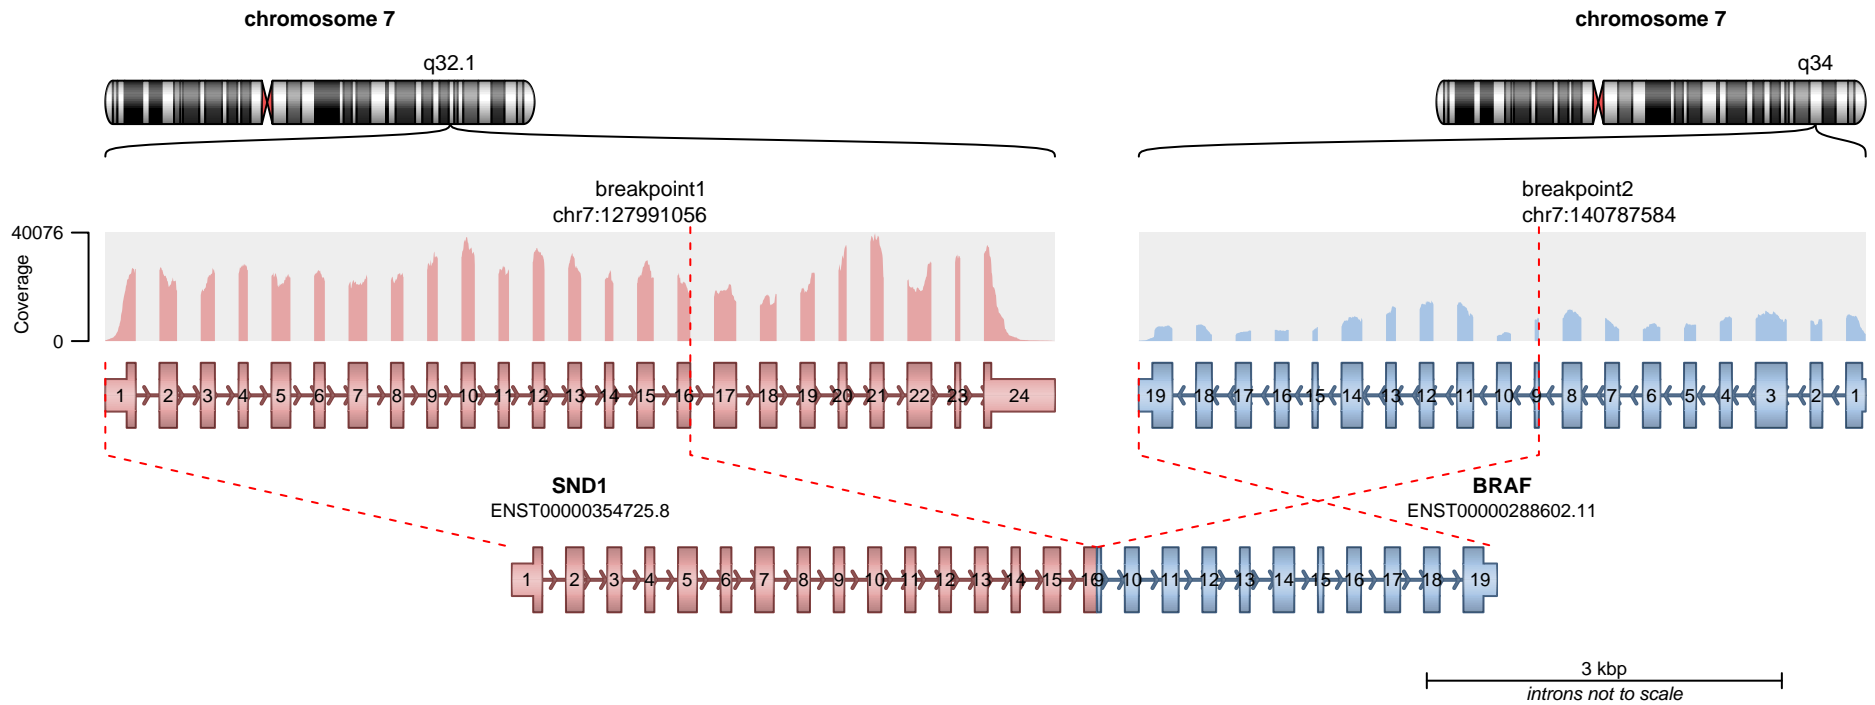 chromosome 7
chromosome 7
q32.1
q34
breakpoint1
chr7:127991056
breakpoint2
chr7:140787584
40076
Coverage
0
1 2 3 4 5 6 7 8 9 10 11 12 13 14 15 16 17 18 19 20 21 22 23 24
19 18 17 16 15 14 13 12 11 10 9 8 7 6 5 4 3 2 1
SND1
ENST00000354725.8
BRAF
ENST00000288602.11
1 2 3 4 5 6 7 8 9 10 11 12 13 14 15 16 9 10 11 12 13 14 15 16 17 18 19
3 kbp
introns not to scale